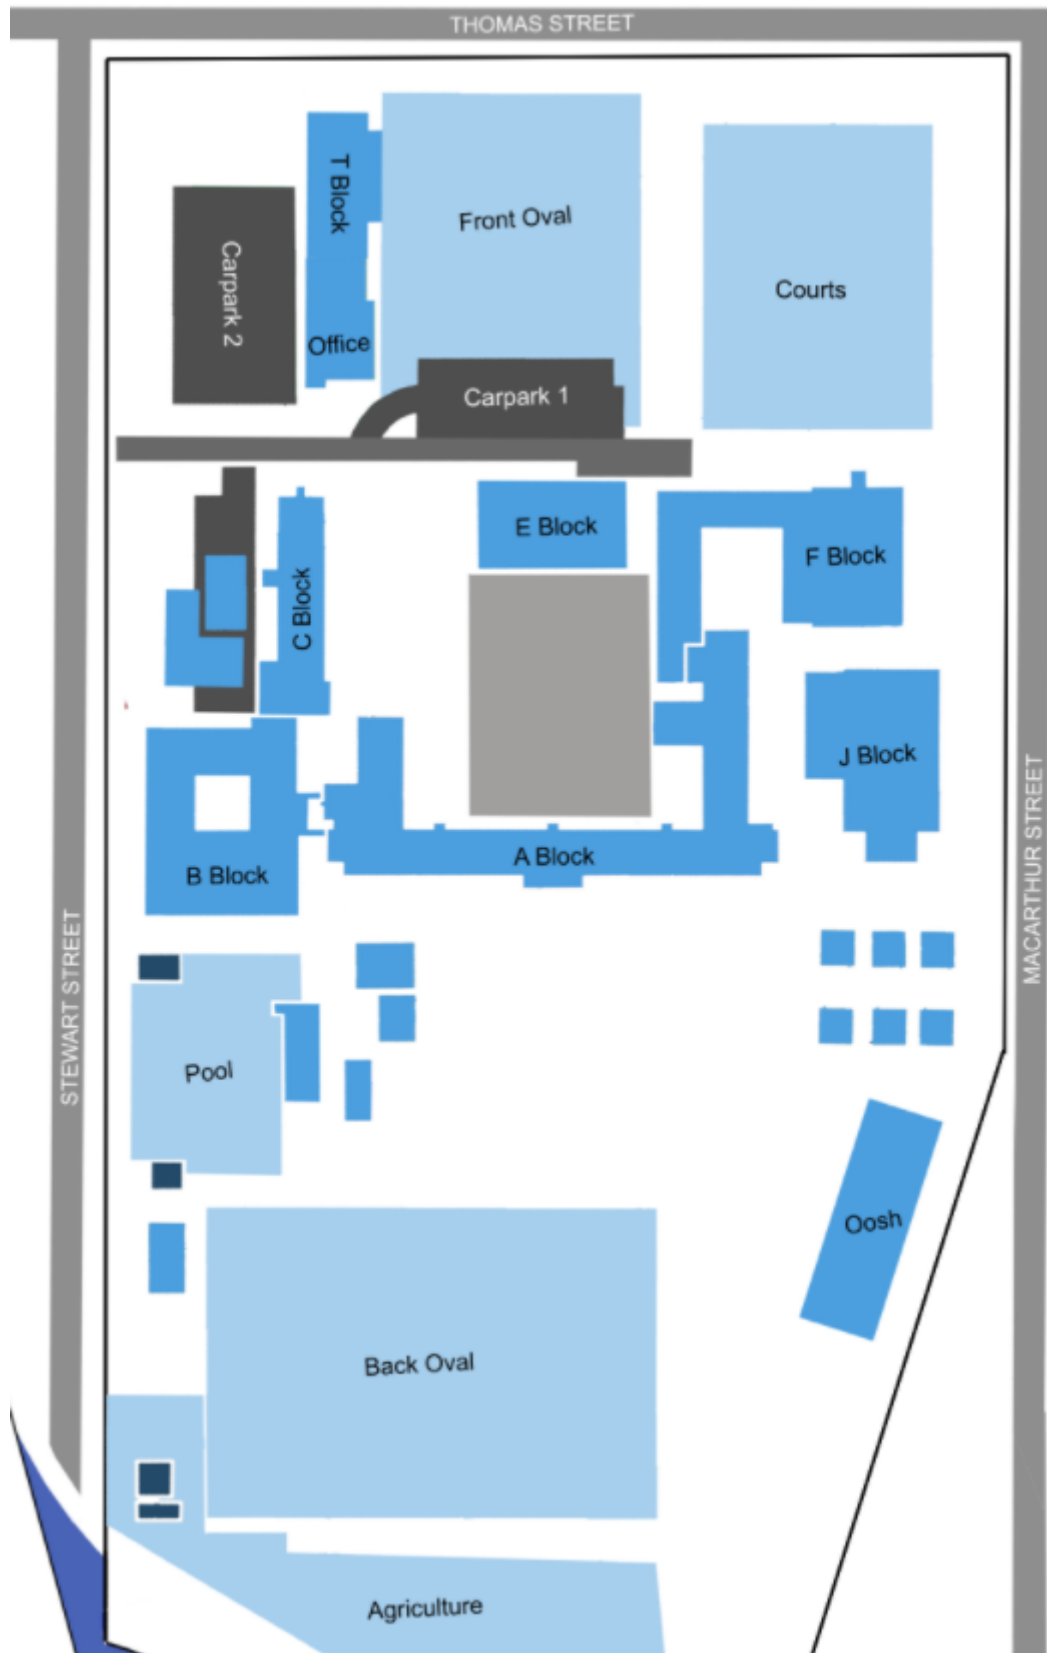 THOMAS STREET
T Block
Front Oval
Courts
Carpark 2
Office
Carpark 1
E Block
F Block
C Block
J Block
A Block
B Block
MACARTHUR STREET
STEWART STREET
Pool
Oosh
Back Oval
Agriculture